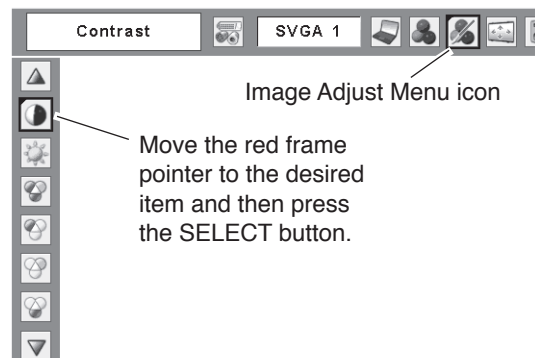 Contrast
SVGA 1
Image Adjust Menu icon
Move the red frame
pointer to the desired
item and then press
the SELECT button.